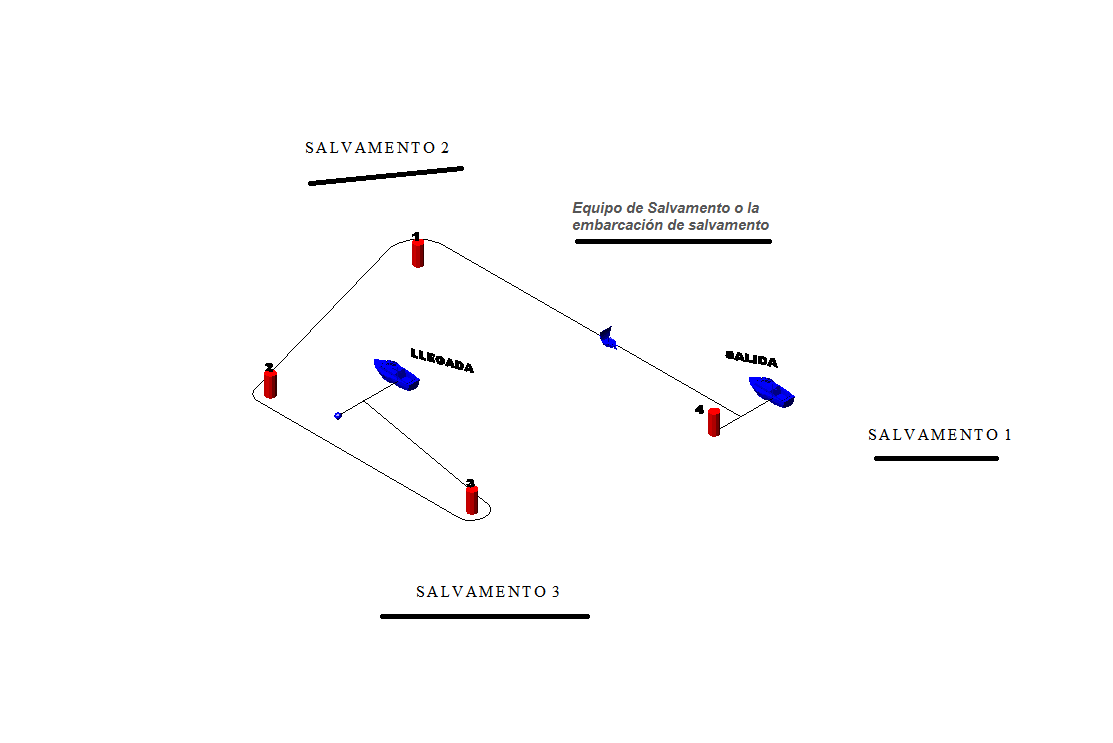 SALVAMENTO 2
Equipo de Salvamento o la
embarcación de salvamento
1
LLEGADA
SALIDA
2
4
SALVAMENTO 1
3
SALVAMENTO 3